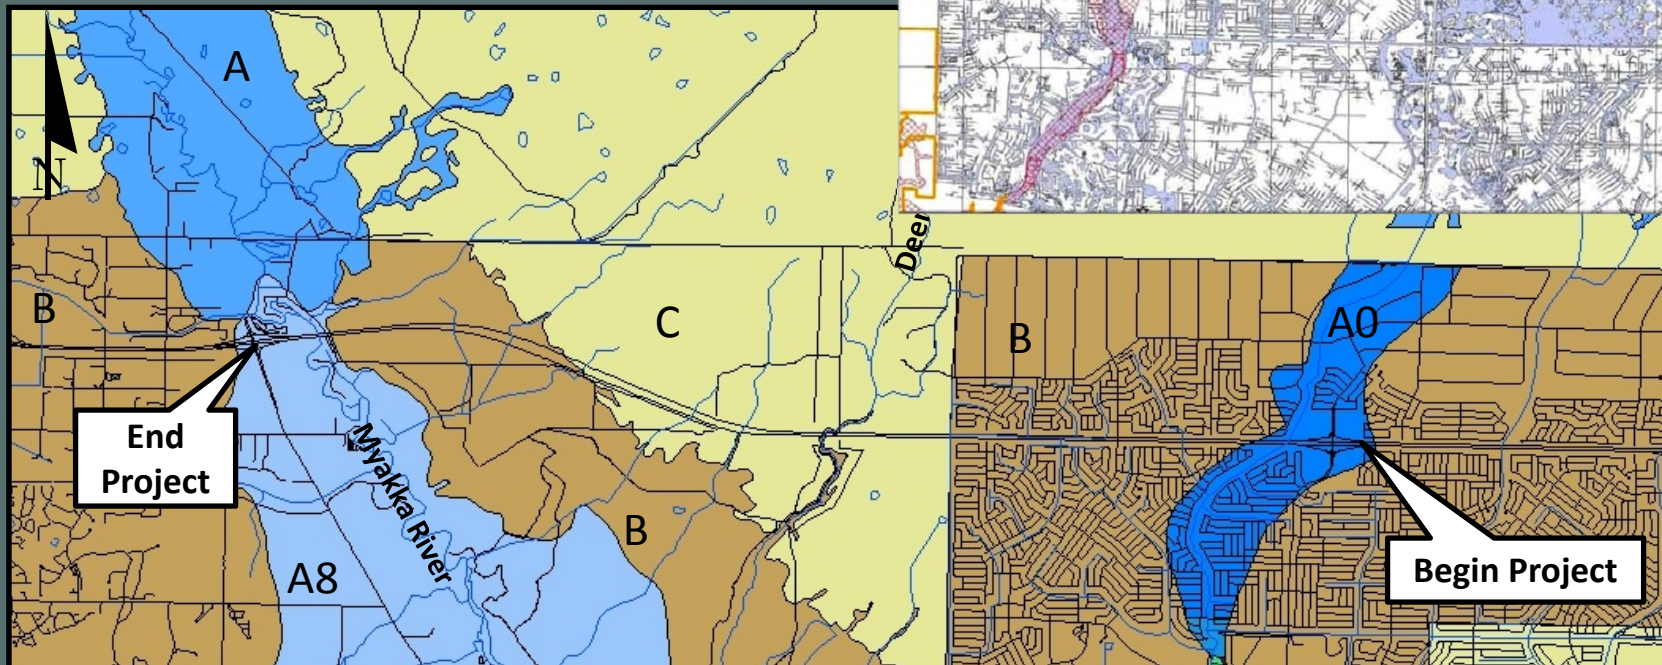 A
N
Deer
B
C
B
A0
End
Project
Myakka River
B
A8
Begin Project